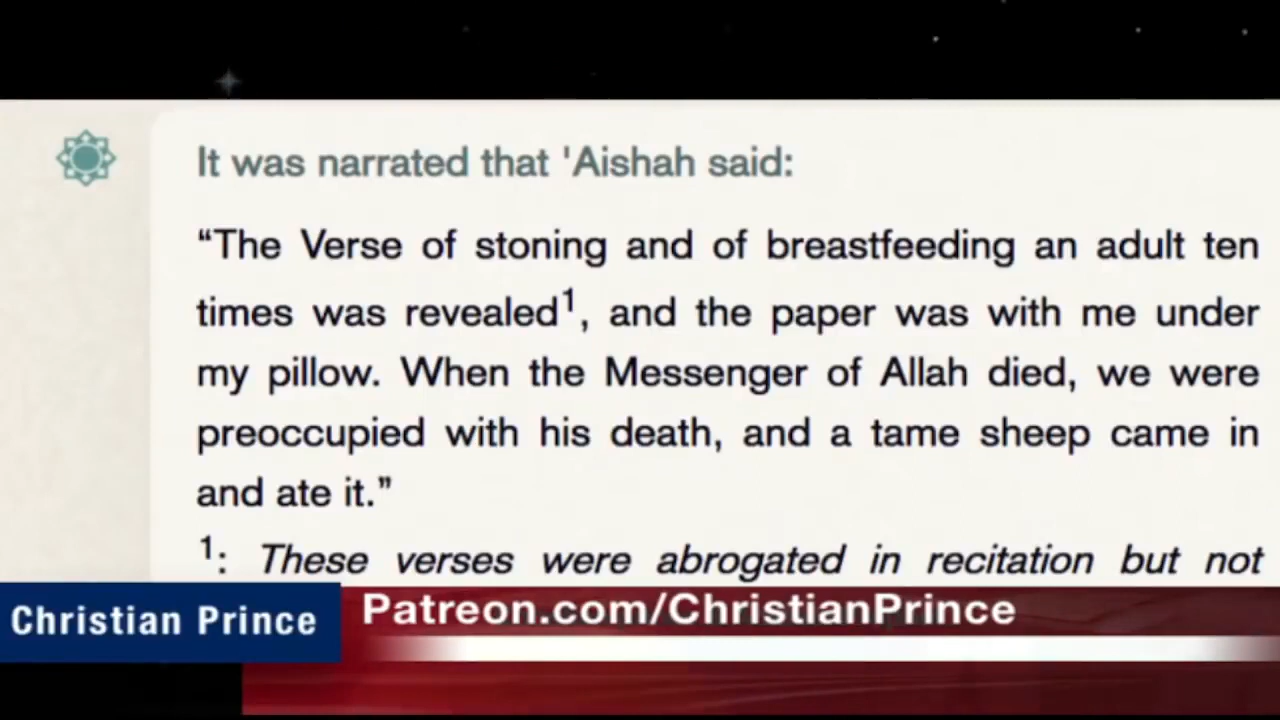 It was narrated that 'Aishah said:
“The Verse of stoning and of breastfeeding an adult ten
times was revealed1, and the paper was with me under
my pillow. When the Messenger of Allah died, we were
preoccupied with his death, and a tame sheep came in
and ate it.”
1: These verses were abrogated in recitation but not
Christian Prince
Patreon.com/ChristianPrince